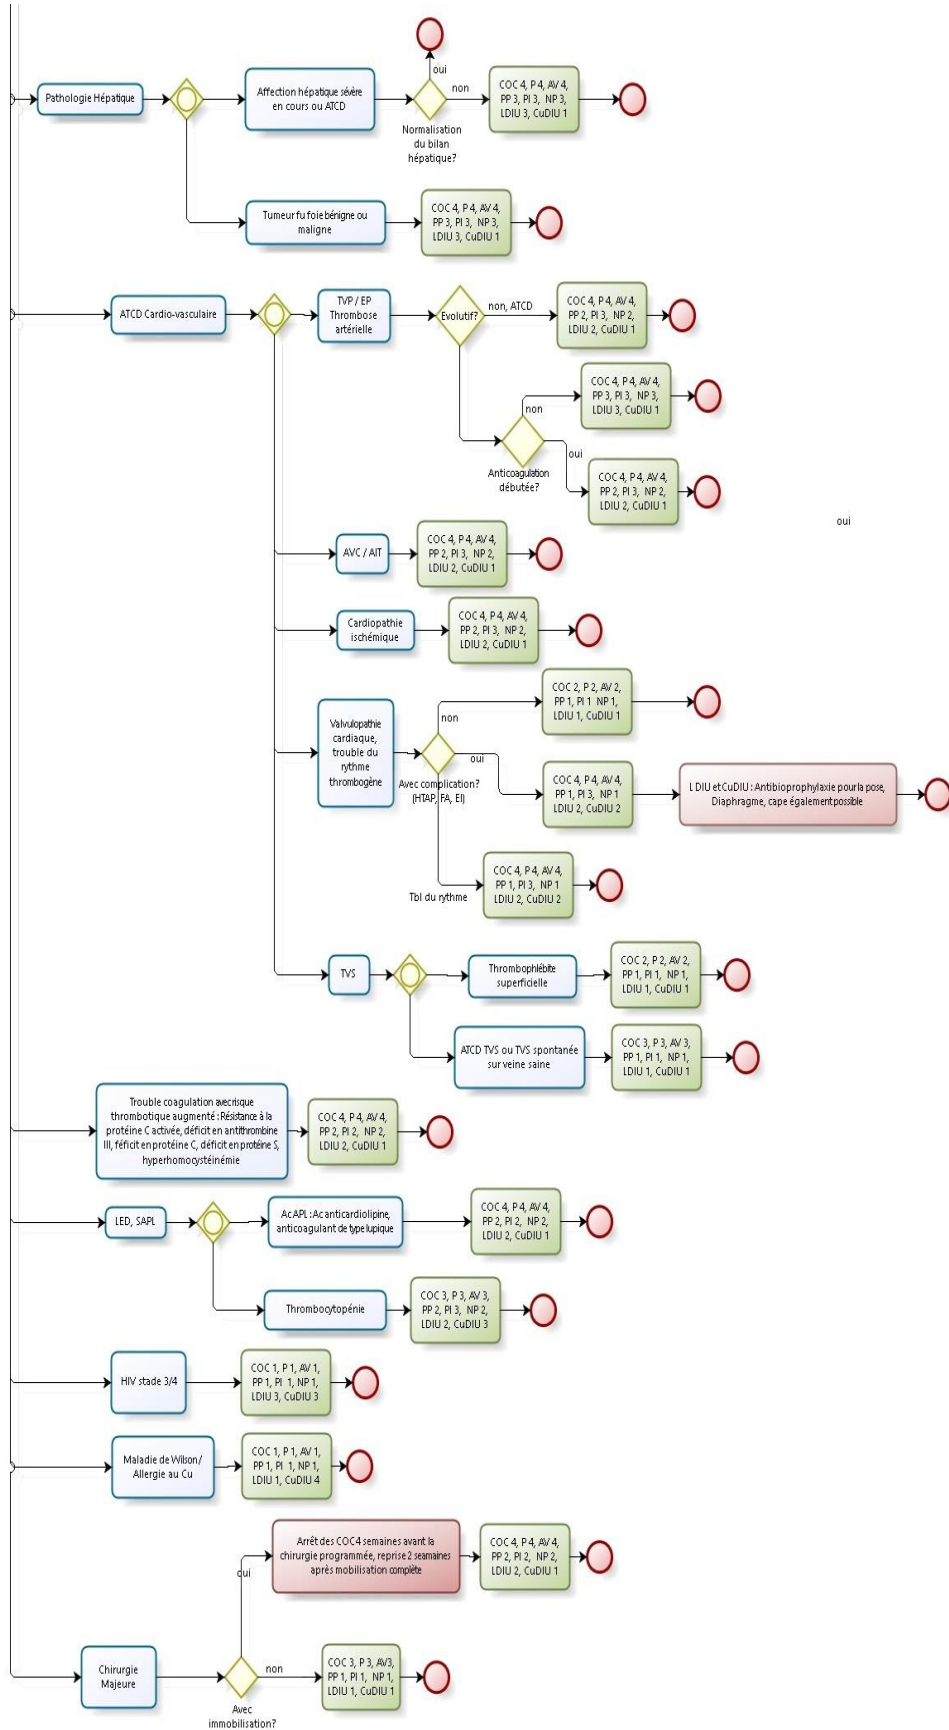 Pathologie Hépatique
Affection hépatique sévère
en cours ou ATCD
oui
non
Normalisation
du bilan
hépatique?
COC 4, P 4, AV 4,
PP 3, PI 3, NP 3,
LDIU 3, CuDIU 1
Tumeur fu foie bénigne ou
maligne
COC 4, P 4, AV 4,
PP 3, PI 3, NP 3,
LDIU 3, CuDIU 1
ATCD Cardio-vasculaire
TVP / EP
Thrombose
artérielle
Evolutif?
non, ATCD
COC 4, P 4, AV 4,
PP 2, PI 3, NP 2,
LDIU 2, CuDIU 1
non
COC 4, P 4, AV 4,
PP 3, PI 3, NP 3,
LDIU 3, CuDIU 1
oui
Anticoagulation
débutée?
COC 4, P 4, AV 4,
PP 2, PI 3, NP 2,
LDIU 2, CuDIU 1
oui
AVC / AIT
COC 4, P 4, AV 4,
PP 2, PI 3, NP 2,
LDIU 2, CuDIU 1
Cardiopathie
ischémique
COC 4, P 4, AV 4,
PP 2, PI 3, NP 2,
LDIU 2, CuDIU 1
Valvulopathie
cardiaque,
trouble du
rythme
thrombogène
non
COC 2, P 2, AV 2,
PP 1, PI 1 NP 1,
LDIU 1, CuDIU 1
oui
Avec complication?
(HTAP, FA, EI)
COC 4, P 4, AV 4,
PP 1, PI 3, NP 1
LDIU 2, CuDIU 2
L DIU et CuDIU : Antibioprophylaxie pour la pose,
Diaphragme, cape également possible
Tbl du rythme
COC 4, P 4, AV 4,
PP 1, PI 3, NP 1
LDIU 2, CuDIU 2
TVS
Thrombophlébite
superficielle
COC 2, P 2, AV 2,
PP 1, PI 1, NP 1,
LDIU 1, CuDIU 1
ATCD TVS ou TVS spontanée
sur veine saine
COC 3, P 3, AV 3,
PP 1, PI 1, NP 1,
LDIU 1, CuDIU 1
Trouble coagulation avec risque
thrombotique augmenté : Résistance à la
protéine C activée, déficit en antithrombine
III, féficit en protéine C, déficit en protéine S,
hyperhomocystéinémie
COC 4, P 4, AV 4,
PP 2, PI 2, NP 2,
LDIU 2, CuDIU 1
LED, SAPL
AcAPL : Ac anticardiolipine,
anticoagulant de type lupique
COC 4, P 4, AV 4,
PP 2, PI 2, NP 2,
LDIU 2, CuDIU 1
Thrombocytopénie
COC 3, P 3, AV 3,
PP 2, PI 3, NP 2,
LDIU 2, CuDIU 3
HIV stade 3/4
COC 1, P 1, AV 1,
PP 1, PI 1, NP 1,
LDIU 3, CuDIU 3
Maladie de Wilson/
Allergie au Cu
COC 1, P 1, AV 1,
PP 1, PI 1, NP 1,
LDIU 1, CuDIU 4
Arrêt des COC 4 semaines avant la
chirurgie programmée, reprise 2 seamaines
après mobilisation complète
COC 4, P 4, AV 4,
PP 2, PI 2, NP 2,
LDIU 2, CuDIU 1
oui
Chirurgie
Majeure
non
Avec
immobilisation?
COC 3, P 3, AV3,
PP 1, PI 1, NP 1,
LDIU 1, CuDIU 1